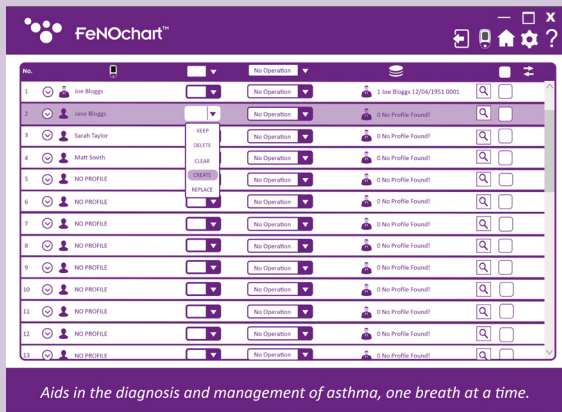 FeNOchart™
No. No Operation
1 Joe Bloggs No Operation 1 Joe Bloggs 12/04/1951 0001
2 Jane Bloggs No Operation 0 No Profile Found!
KEEP
3 Sarah Taylor No Operation 0 No Profile Found!
DELETE
4 Matt Smith No Operation 0 No Profile Found!
CLEAR
5 NO PROFILE CREATE No Operation 0 No Profile Found!
REPLACE
6 NO PROFILE No Operation 0 No Profile Found!
7 NO PROFILE No Operation 0 No Profile Found!
8 NO PROFILE No Operation 0 No Profile Found!
9 NO PROFILE No Operation 0 No Profile Found!
10 NO PROFILE No Operation 0 No Profile Found!
11 NO PROFILE No Operation 0 No Profile Found!
12 NO PROFILE No Operation 0 No Profile Found!
13 NO PROFILE No Operation 0 No Profile Found!
Aids in the diagnosis and management of asthma, one breath at a time.